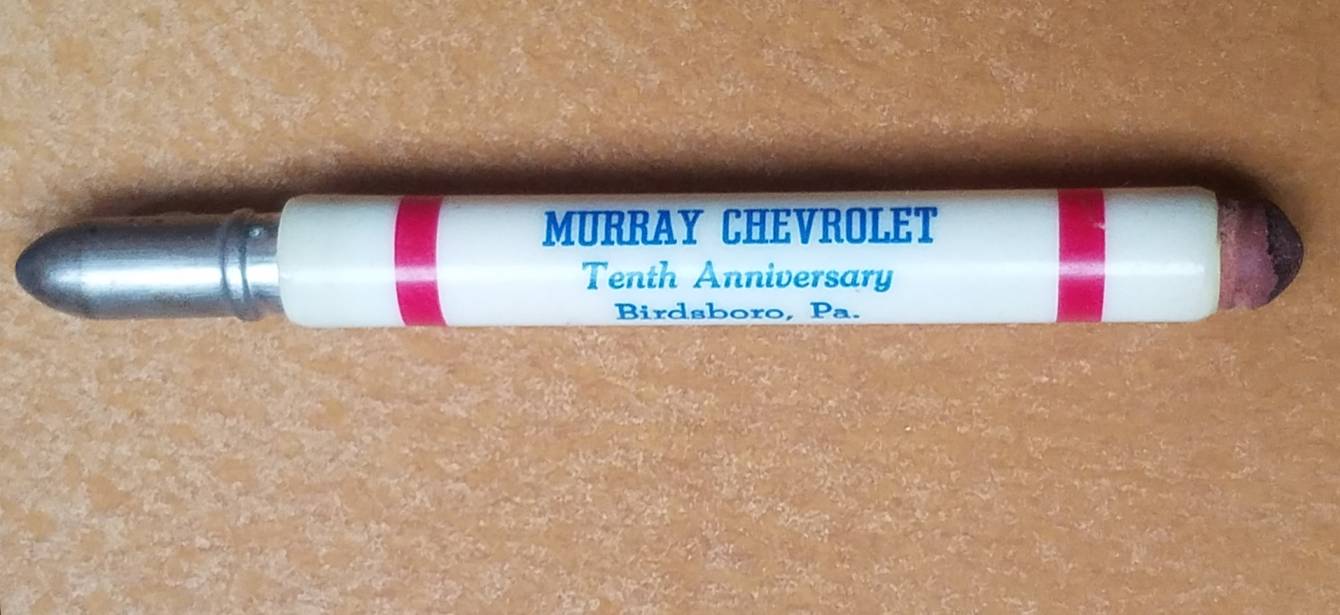 MURRAY CHEVROLET
Tenth Anniversary
Birdsboro, Pa.